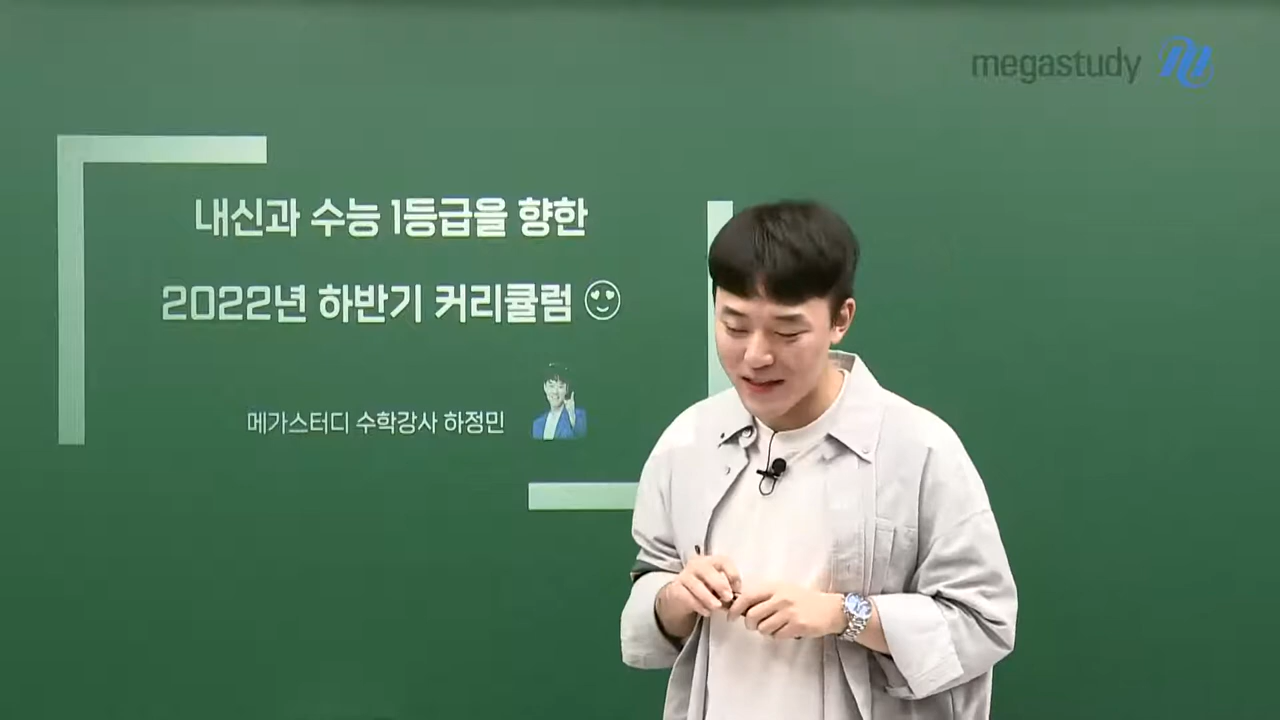 megastudy
내신과 수능 1등급을 향한
2022년 하반기 커리큘럼
메가스터디 수학강사 하정민